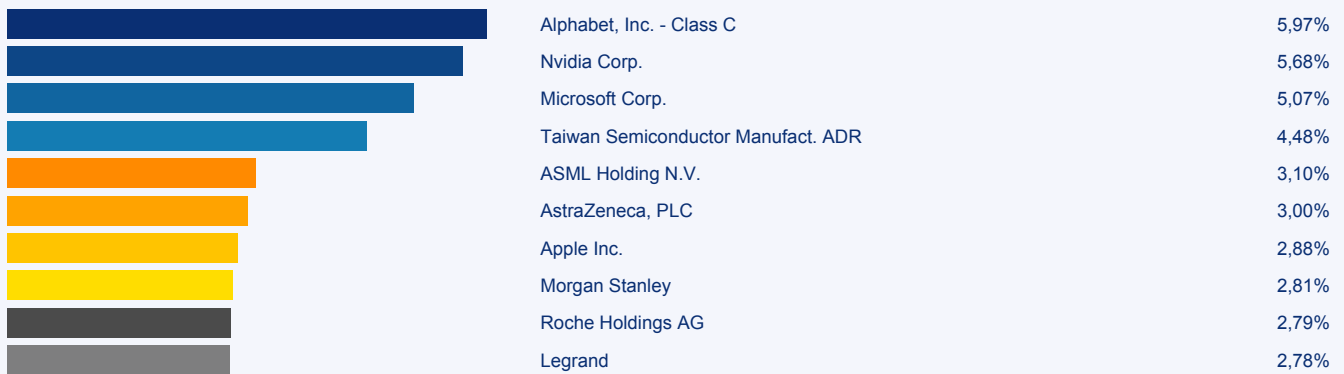 Alphabet, Inc. - Class C 5,97%
Nvidia Corp. 5,68%
Microsoft Corp. 5,07%
Taiwan Semiconductor Manufact. ADR 4,48%
ASML Holding N.V. 3,10%
AstraZeneca, PLC 3,00%
Apple Inc. 2,88%
Morgan Stanley 2,81%
Roche Holdings AG 2,79%
Legrand 2,78%